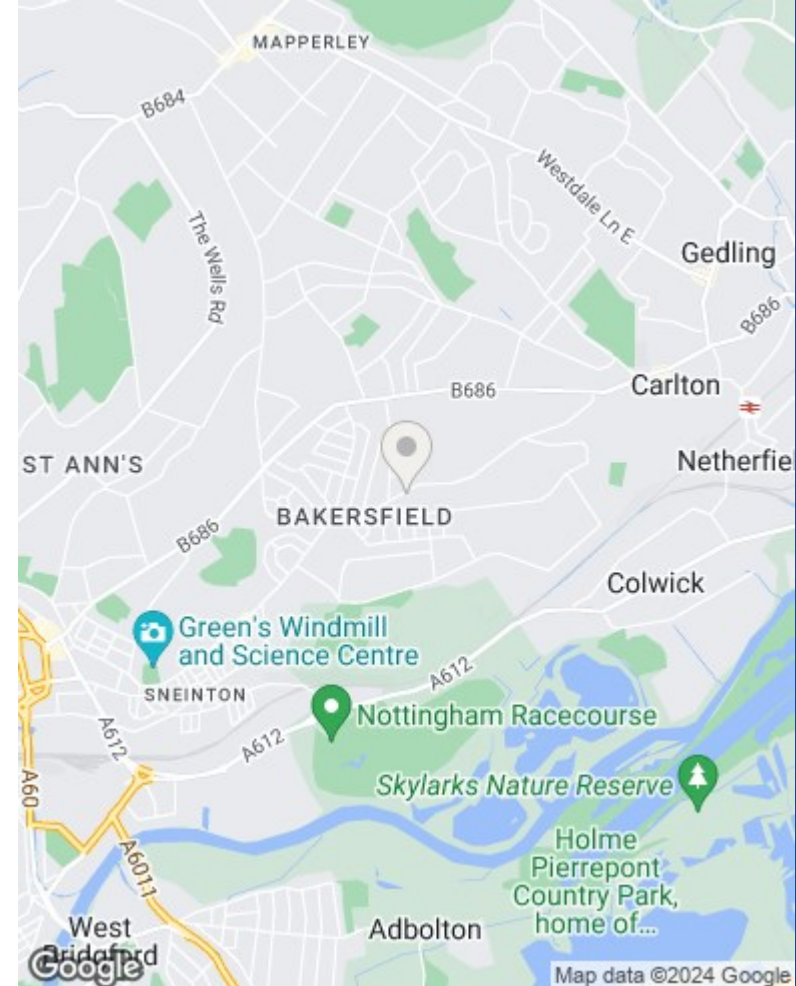 MAPPERLEY
B684
Westdale Ln E
The Wells Rd
Gedling
B686
Carlton
B686
ST ANN'S
Netherfiel
BAKERSFIELD
B686
Colwick
Green's Windmill
and Science Centre
A612
SNEINTON
Nottingham Racecourse
A612
A612
Skylarks Nature Reserve
A60
Holme
Pierrepont
Country Park,
home of...
A6011
West
Bridgford
Adbolton
Google
Map data ©2024 Google